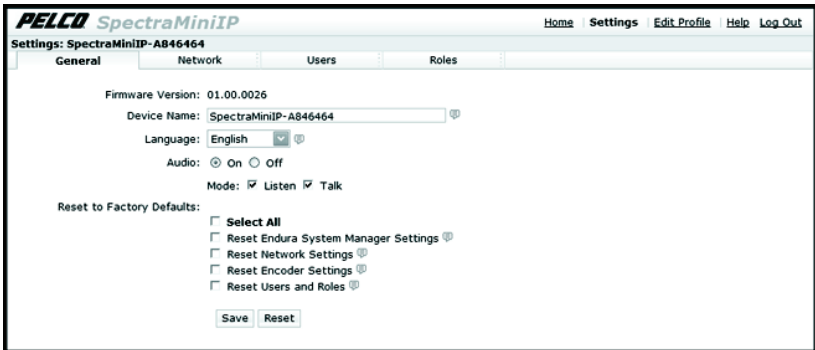 PELCO SpectraMiniIP
Home Settings Edit Profile Help Log Out
Settings: SpectraMiniIP-A846464
General Network Users Roles
Firmware Version: 01.00.0026
Device Name: SpectraMiniIP-A846464
Language: English
Audio: On Off
Mode: Listen Talk
Reset to Factory Defaults:
Select All
Reset Endura System Manager Settings
Reset Network Settings
Reset Encoder Settings
Reset Users and Roles
Save Reset